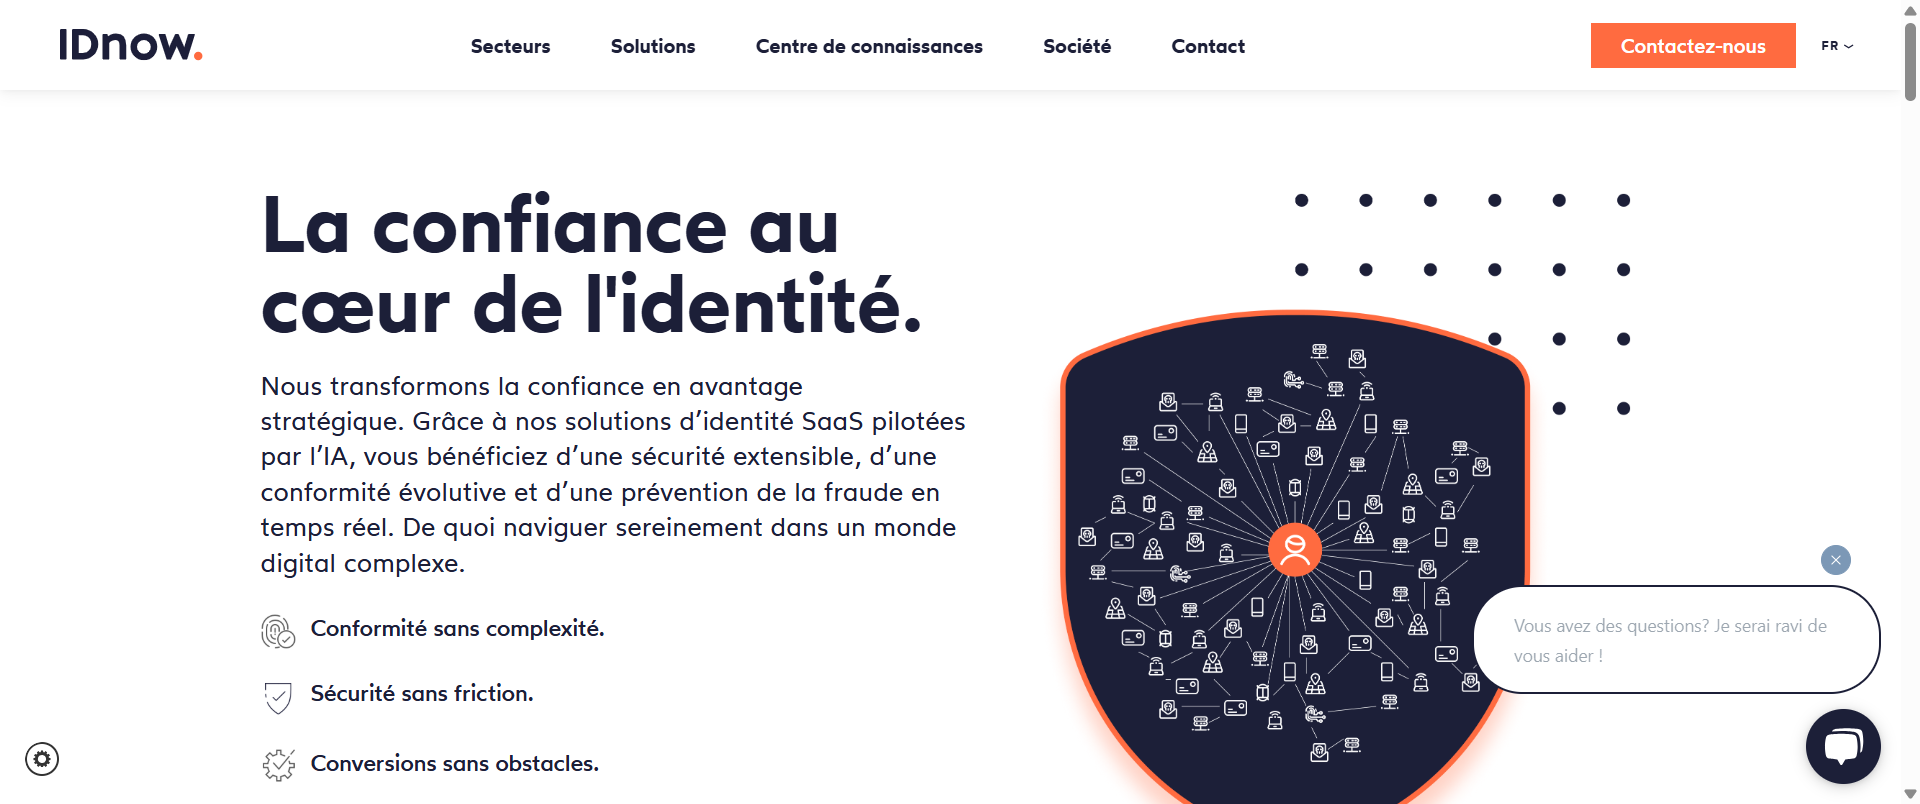 IDnow.
Secteurs
Solutions
Centre de connaissances
Société
Contact
Contactez-nous
FR
La confiance au
cœur de l'identité.
Nous transformons la confiance en avantage
stratégique. Grâce à nos solutions d’identité SaaS pilotées
par l’IA, vous bénéficiez d’une sécurité extensible, d’une
conformité évolutive et d’une prévention de la fraude en
temps réel. De quoi naviguer sereinement dans un monde
digital complexe.
Conformité sans complexité.
Sécurité sans friction.
Conversions sans obstacles.
Vous avez des questions? Je serai ravi de
vous aider !